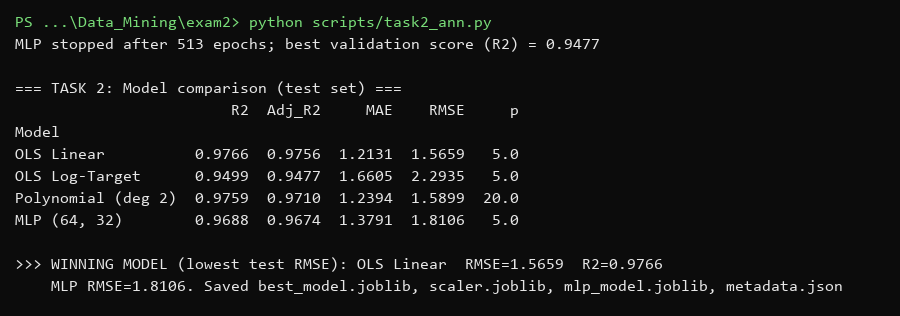 PS ...\Data_Mining\exam2> python scripts/task2_ann.py
MLP stopped after 513 epochs; best validation score (R2) = 0.9477
=== TASK 2: Model comparison (test set) ===
R2 Adj_R2 MAE RMSE p
Model
OLS Linear 0.9766 0.9756 1.2131 1.5659 5.0
OLS Log-Target 0.9499 0.9477 1.6605 2.2935 5.0
Polynomial (deg 2) 0.9759 0.9710 1.2394 1.5899 20.0
MLP (64, 32) 0.9688 0.9674 1.3791 1.8106 5.0
>>> WINNING MODEL (lowest test RMSE): OLS Linear RMSE=1.5659 R2=0.9766
MLP RMSE=1.8106. Saved best_model.joblib, scaler.joblib, mlp_model.joblib, metadata.json